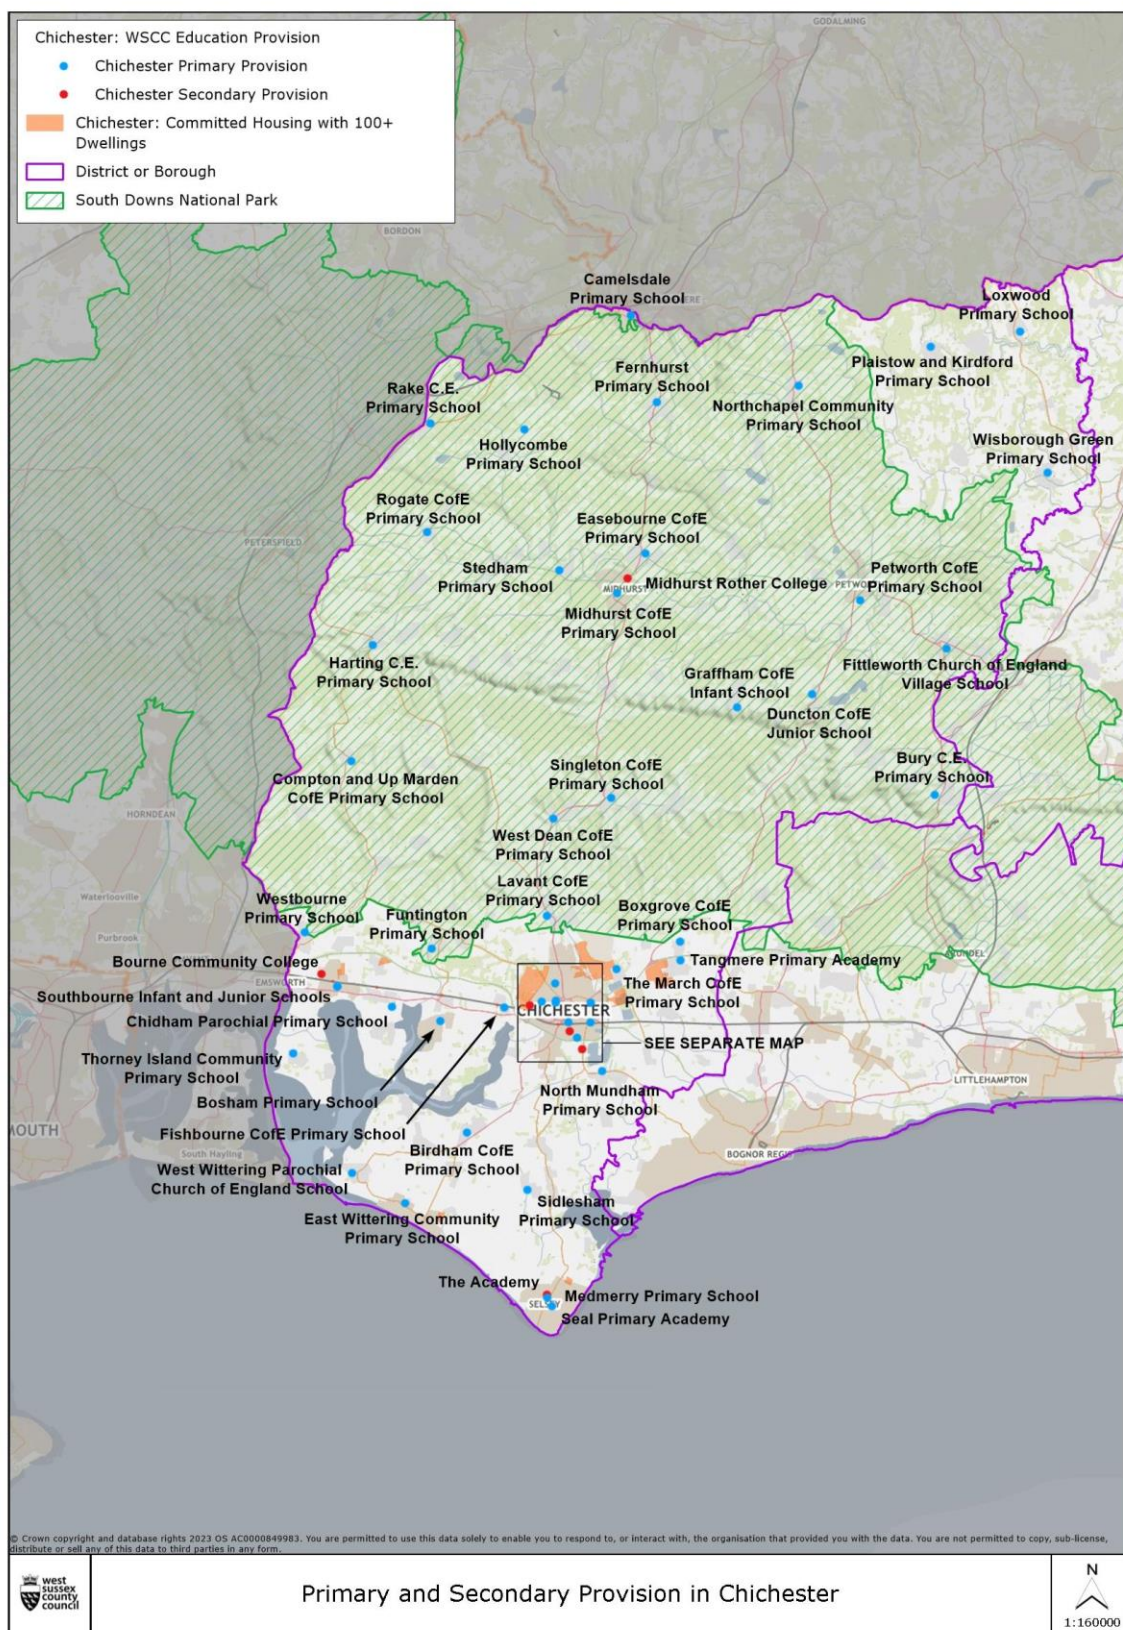 GODALMING
Chichester: WSCC Education Provision
Chichester Primary Provision
Chichester Secondary Provision
Chichester: Committed Housing with 100+
Dwellings
District or Borough
South Downs National Park
BORDON
Camelsdale
Primary School
Loxwood
Primary School
Fernhurst
Primary School
Plaistow and Kirdford
Primary School
Rake C.E.
Primary School
Northchapel Community
Primary School
Hollycombe
Primary School
Wisborough Green
Primary School
Rogate CofE
Primary School
Easebourne CofE
Primary School
PETERSFIELD
Stedham
Primary School
MIDHURST
Midhurst Rother College
Petworth CofE
Primary School
Midhurst CofE
Primary School
Harting C.E.
Primary School
Fittleworth Church of England
Village School
Graffham CofE
Infant School
Duncton CofE
Junior School
Bury C.E.
Primary School
Singleton CofE
Primary School
Compton and Up Marden
CofE Primary School
HORNDEAN
West Dean CofE
Primary School
Lavant CofE
Primary School
Waterlooville
Westbourne
Primary School
Funtington
Primary School
Boxgrove CofE
Primary School
Purbrook
Bourne Community College
Tangmere Primary Academy
EMSWORTH
Southbourne Infant and Junior Schools
The March CofE
Primary School
CHICHESTER
Chidham Parochial Primary School
SEE SEPARATE MAP
Thorney Island Community
Primary School
Bosham Primary School
North Mundham
Primary School
LITTLEHAMPTON
MOUTH
Fishbourne CofE Primary School
South Hayling
Birdham CofE
Primary School
BOGNOR REGIS
West Wittering Parochial
Church of England School
Sidlesham
Primary School
East Wittering Community
Primary School
The Academy
Medmerry Primary School
SELSEY
Seal Primary Academy
© Crown copyright and database rights 2023 OS AC0000849983. You are permitted to use this data solely to enable you to respond to, or interact with, the organisation that provided you with the data. You are not permitted to copy, sub-license,
distribute or sell any of this data to third parties in any form.
west
sussex
county
council
Primary and Secondary Provision in Chichester
N
1:160000